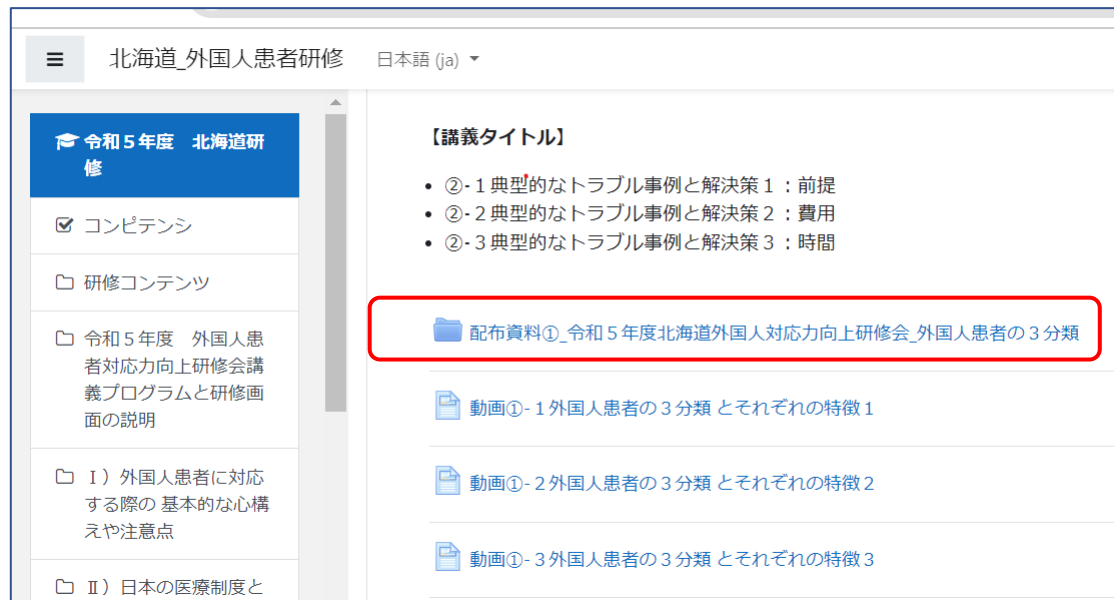 北海道_外国人患者研修
日本語 (ja)
令和５年度　北海道研
修
コンピテンシ
研修コンテンツ
令和５年度　外国人患
者対応力向上研修会講
義プログラムと研修画
面の説明
Ⅰ）外国人患者に対応
する際の 基本的な心構
えや注意点
Ⅱ）日本の医療制度と
【講義タイトル】
②-１典型的なトラブル事例と解決策１：前提
②-２典型的なトラブル事例と解決策２：費用
②-３典型的なトラブル事例と解決策３：時間
配布資料①_令和５年度北海道外国人対応力向上研修会_外国人患者の３分類
動画①-１外国人患者の３分類 とそれぞれの特徴１
動画①-２外国人患者の３分類 とそれぞれの特徴２
動画①-３外国人患者の３分類 とそれぞれの特徴３